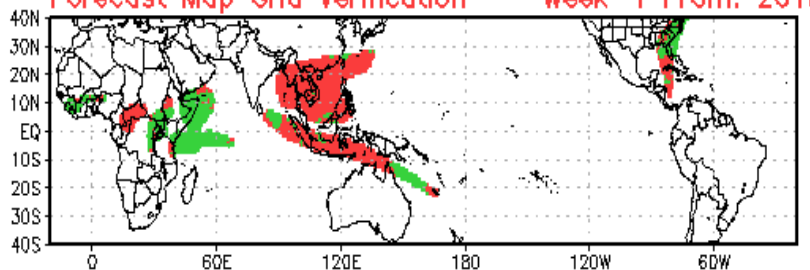 Forecast Map Grid Verification Week 1 From: 201
40N
30N
20N
10N
EQ
10S
20S
30S
40S
0 60E 120E 180 120W 60W